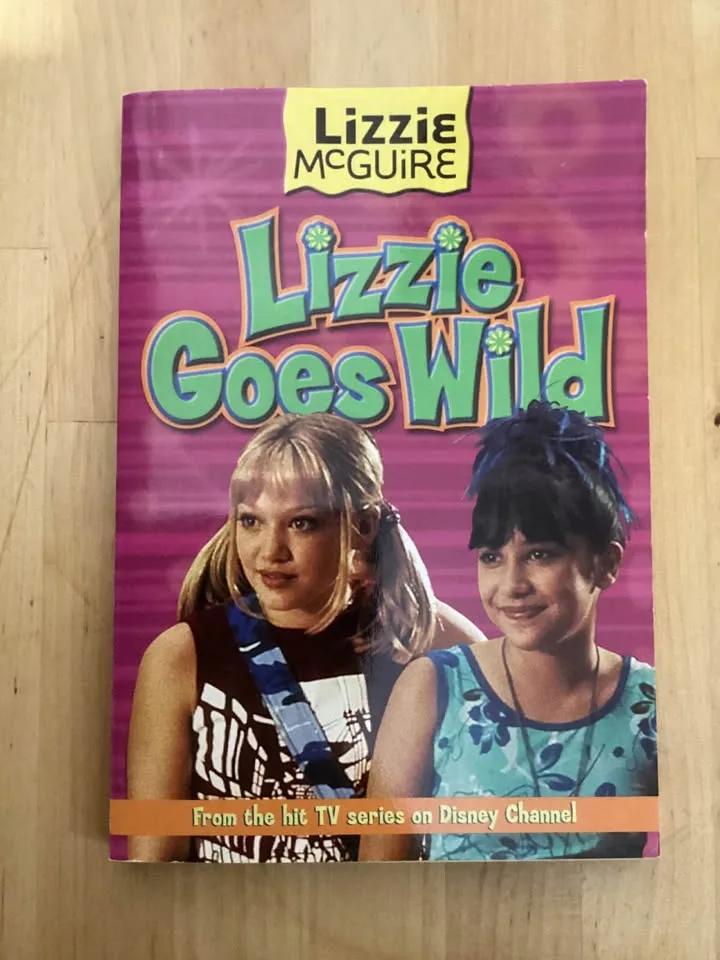 Lizzie
McGUiRE
Lizzie
Goes Wild
From the hit TV series on Disney Channel